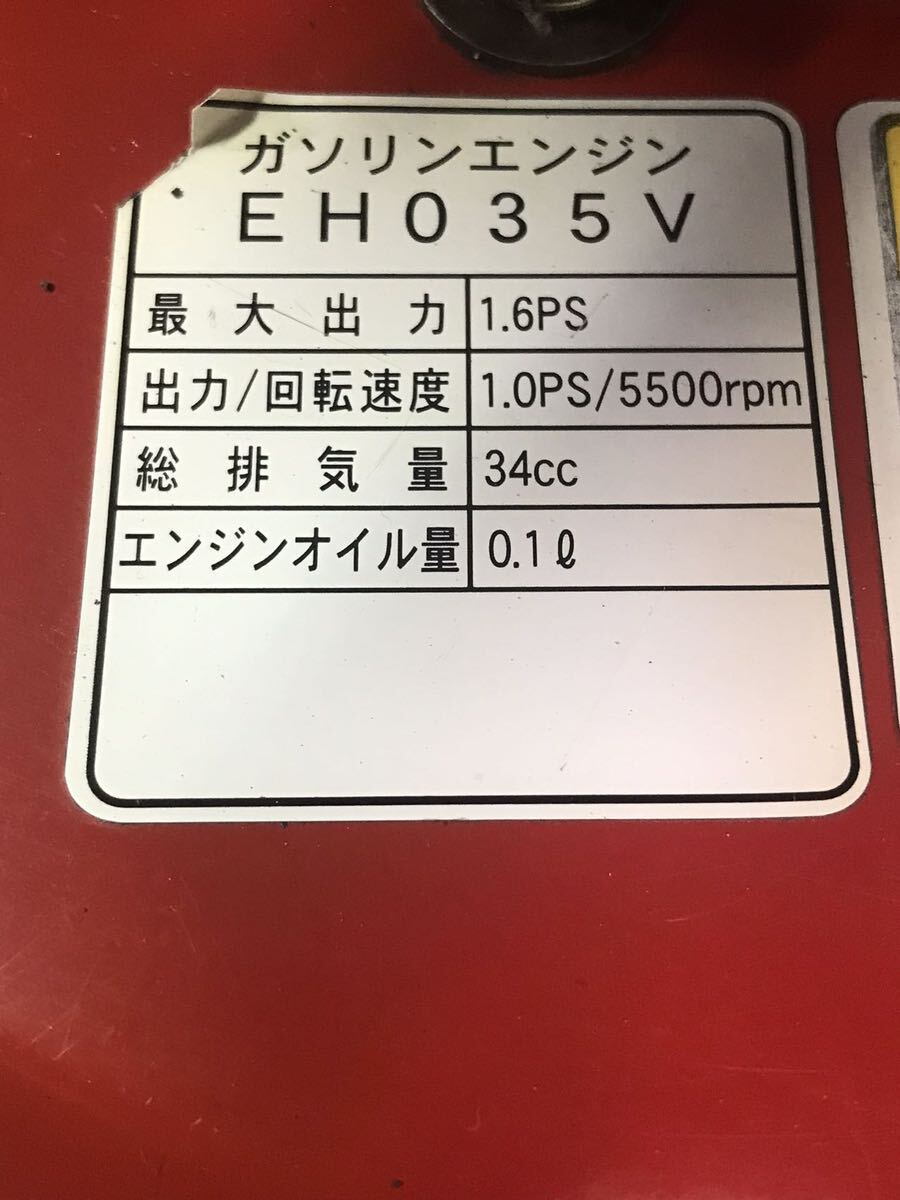 ガソリンエンジン
EH035V
最大出力 1.6PS
出力/回転速度 1.0PS/5500rpm
総排気量 34cc
エンジンオイル量 0.1ℓ